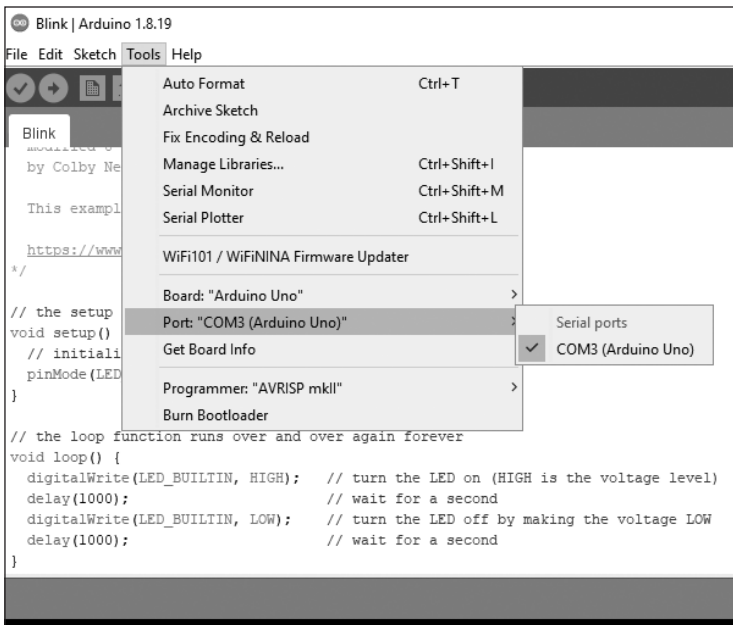 Blink | Arduino 1.8.19
File Edit Sketch Tools Help
Auto Format Ctrl+T
Archive Sketch
Fix Encoding & Reload
Manage Libraries... Ctrl+Shift+I
Serial Monitor Ctrl+Shift+M
Serial Plotter Ctrl+Shift+L
WiFi101 / WiFiNINA Firmware Updater
Board: "Arduino Uno"
Port: "COM3 (Arduino Uno)"
Serial ports
COM3 (Arduino Uno)
Get Board Info
Programmer: "AVRISP mkII"
Burn Bootloader
Blink
by Colby Ne
This exampl
https://www
*/
// the setup
void setup()
// initiali
pinMode(LED
}
// the loop function runs over and over again forever
void loop() {
digitalWrite(LED_BUILTIN, HIGH); // turn the LED on (HIGH is the voltage level)
delay(1000); // wait for a second
digitalWrite(LED_BUILTIN, LOW); // turn the LED off by making the voltage LOW
delay(1000); // wait for a second
}